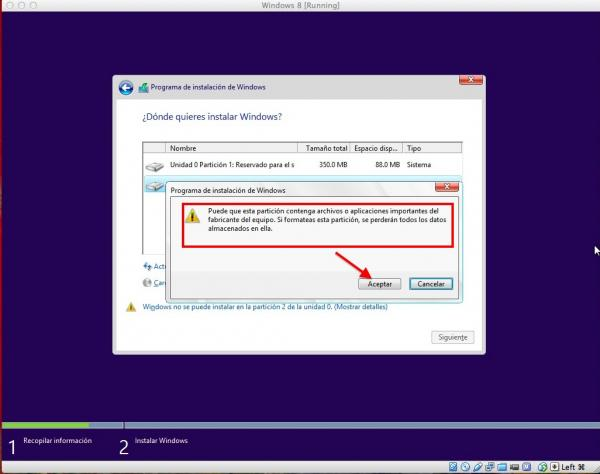 Windows 8 [Running]
Programa de instalación de Windows
¿Dónde quieres instalar Windows?
Nombre Tamaño total Espacio disp... Tipo
Unidad 0 Partición 1: Reservado para el s 350.0 MB 88.0 MB Sistema
Programa de instalación de Windows
Puede que esta partición contenga archivos o aplicaciones importantes del
fabricante del equipo. Si formateas esta partición, se perderán todos los datos
almacenados en ella.
Aceptar Cancelar
Act
Car
Windows no se puede instalar en la partición 2 de la unidad 0. (Mostrar detalles)
Siguiente
1 Recopilar información 2 Instalar Windows
Left ⌘